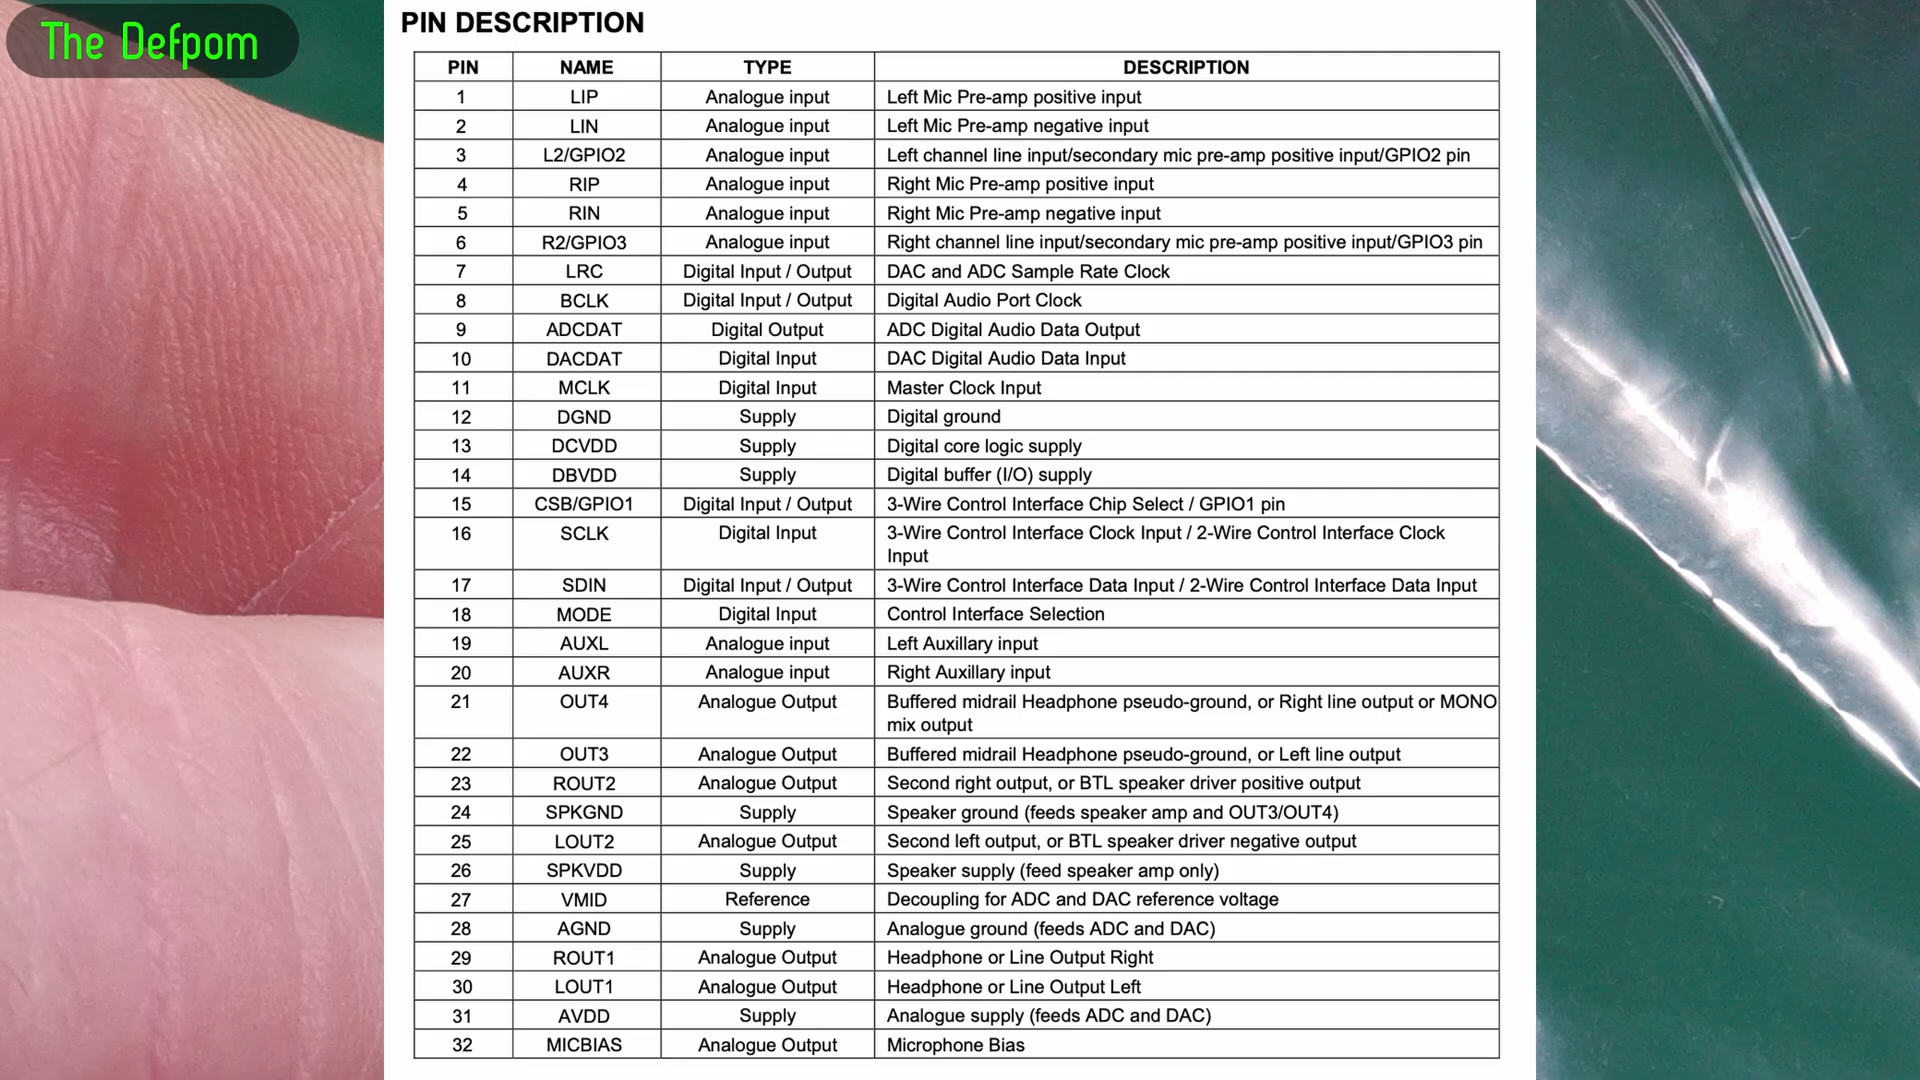 The Defpom
PIN DESCRIPTION
PIN NAME TYPE DESCRIPTION
1 LIP Analogue input Left Mic Pre-amp positive input
2 LIN Analogue input Left Mic Pre-amp negative input
3 L2/GPIO2 Analogue input Left channel line input/secondary mic pre-amp positive input/GPIO2 pin
4 RIP Analogue input Right Mic Pre-amp positive input
5 RIN Analogue input Right Mic Pre-amp negative input
6 R2/GPIO3 Analogue input Right channel line input/secondary mic pre-amp positive input/GPIO3 pin
7 LRC Digital Input / Output DAC and ADC Sample Rate Clock
8 BCLK Digital Input / Output Digital Audio Port Clock
9 ADCDAT Digital Output ADC Digital Audio Data Output
10 DACDAT Digital Input DAC Digital Audio Data Input
11 MCLK Digital Input Master Clock Input
12 DGND Supply Digital ground
13 DCVDD Supply Digital core logic supply
14 DBVDD Supply Digital buffer (I/O) supply
15 CSB/GPIO1 Digital Input / Output 3-Wire Control Interface Chip Select / GPIO1 pin
16 SCLK Digital Input 3-Wire Control Interface Clock Input / 2-Wire Control Interface Clock
Input
17 SDIN Digital Input / Output 3-Wire Control Interface Data Input / 2-Wire Control Interface Data Input
18 MODE Digital Input Control Interface Selection
19 AUXL Analogue input Left Auxillary input
20 AUXR Analogue input Right Auxillary input
21 OUT4 Analogue Output Buffered midrail Headphone pseudo-ground, or Right line output or MONO
mix output
22 OUT3 Analogue Output Buffered midrail Headphone pseudo-ground, or Left line output
23 ROUT2 Analogue Output Second right output, or BTL speaker driver positive output
24 SPKGND Supply Speaker ground (feeds speaker amp and OUT3/OUT4)
25 LOUT2 Analogue Output Second left output, or BTL speaker driver negative output
26 SPKVDD Supply Speaker supply (feed speaker amp only)
27 VMID Reference Decoupling for ADC and DAC reference voltage
28 AGND Supply Analogue ground (feeds ADC and DAC)
29 ROUT1 Analogue Output Headphone or Line Output Right
30 LOUT1 Analogue Output Headphone or Line Output Left
31 AVDD Supply Analogue supply (feeds ADC and DAC)
32 MICBIAS Analogue Output Microphone Bias